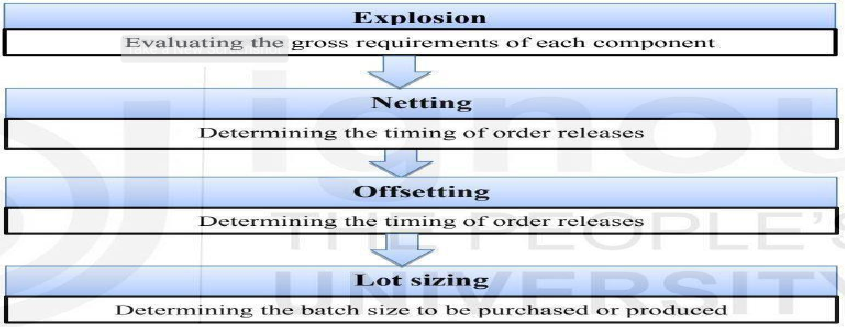 Explosion
Evaluating the gross requirements of each component
Netting
Determining the timing of order releases
Offsetting
Determining the timing of order releases
Lot sizing
Determining the batch size to be purchased or produced
ignou
THE PEOPLE'S
UNIVERSITY